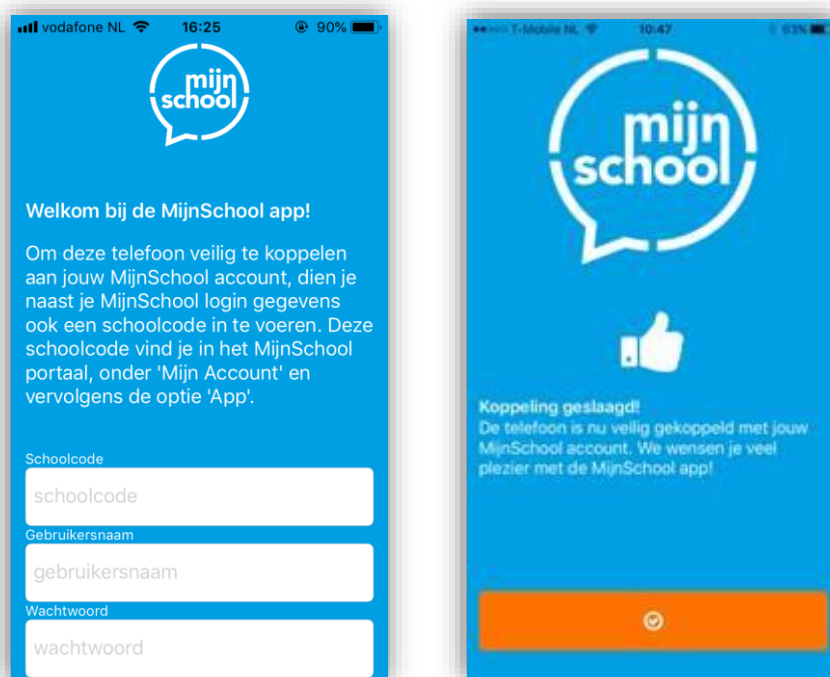 vodafone NL 16:25 90%
mijn
school
Welkom bij de MijnSchool app!
Om deze telefoon veilig te koppelen
aan jouw MijnSchool account, dien je
naast je MijnSchool login gegevens
ook een schoolcode in te voeren. Deze
schoolcode vind je in het MijnSchool
portaal, onder 'Mijn Account' en
vervolgens de optie 'App'.
Schoolcode
schoolcode
Gebruikersnaam
gebruikersnaam
Wachtwoord
wachtwoord
T-Mobile NL 10:47 63%
mijn
school
Koppeling geslaagd!
De telefoon is nu veilig gekoppeld met jouw
MijnSchool account. We wensen je veel
plezier met de MijnSchool app!